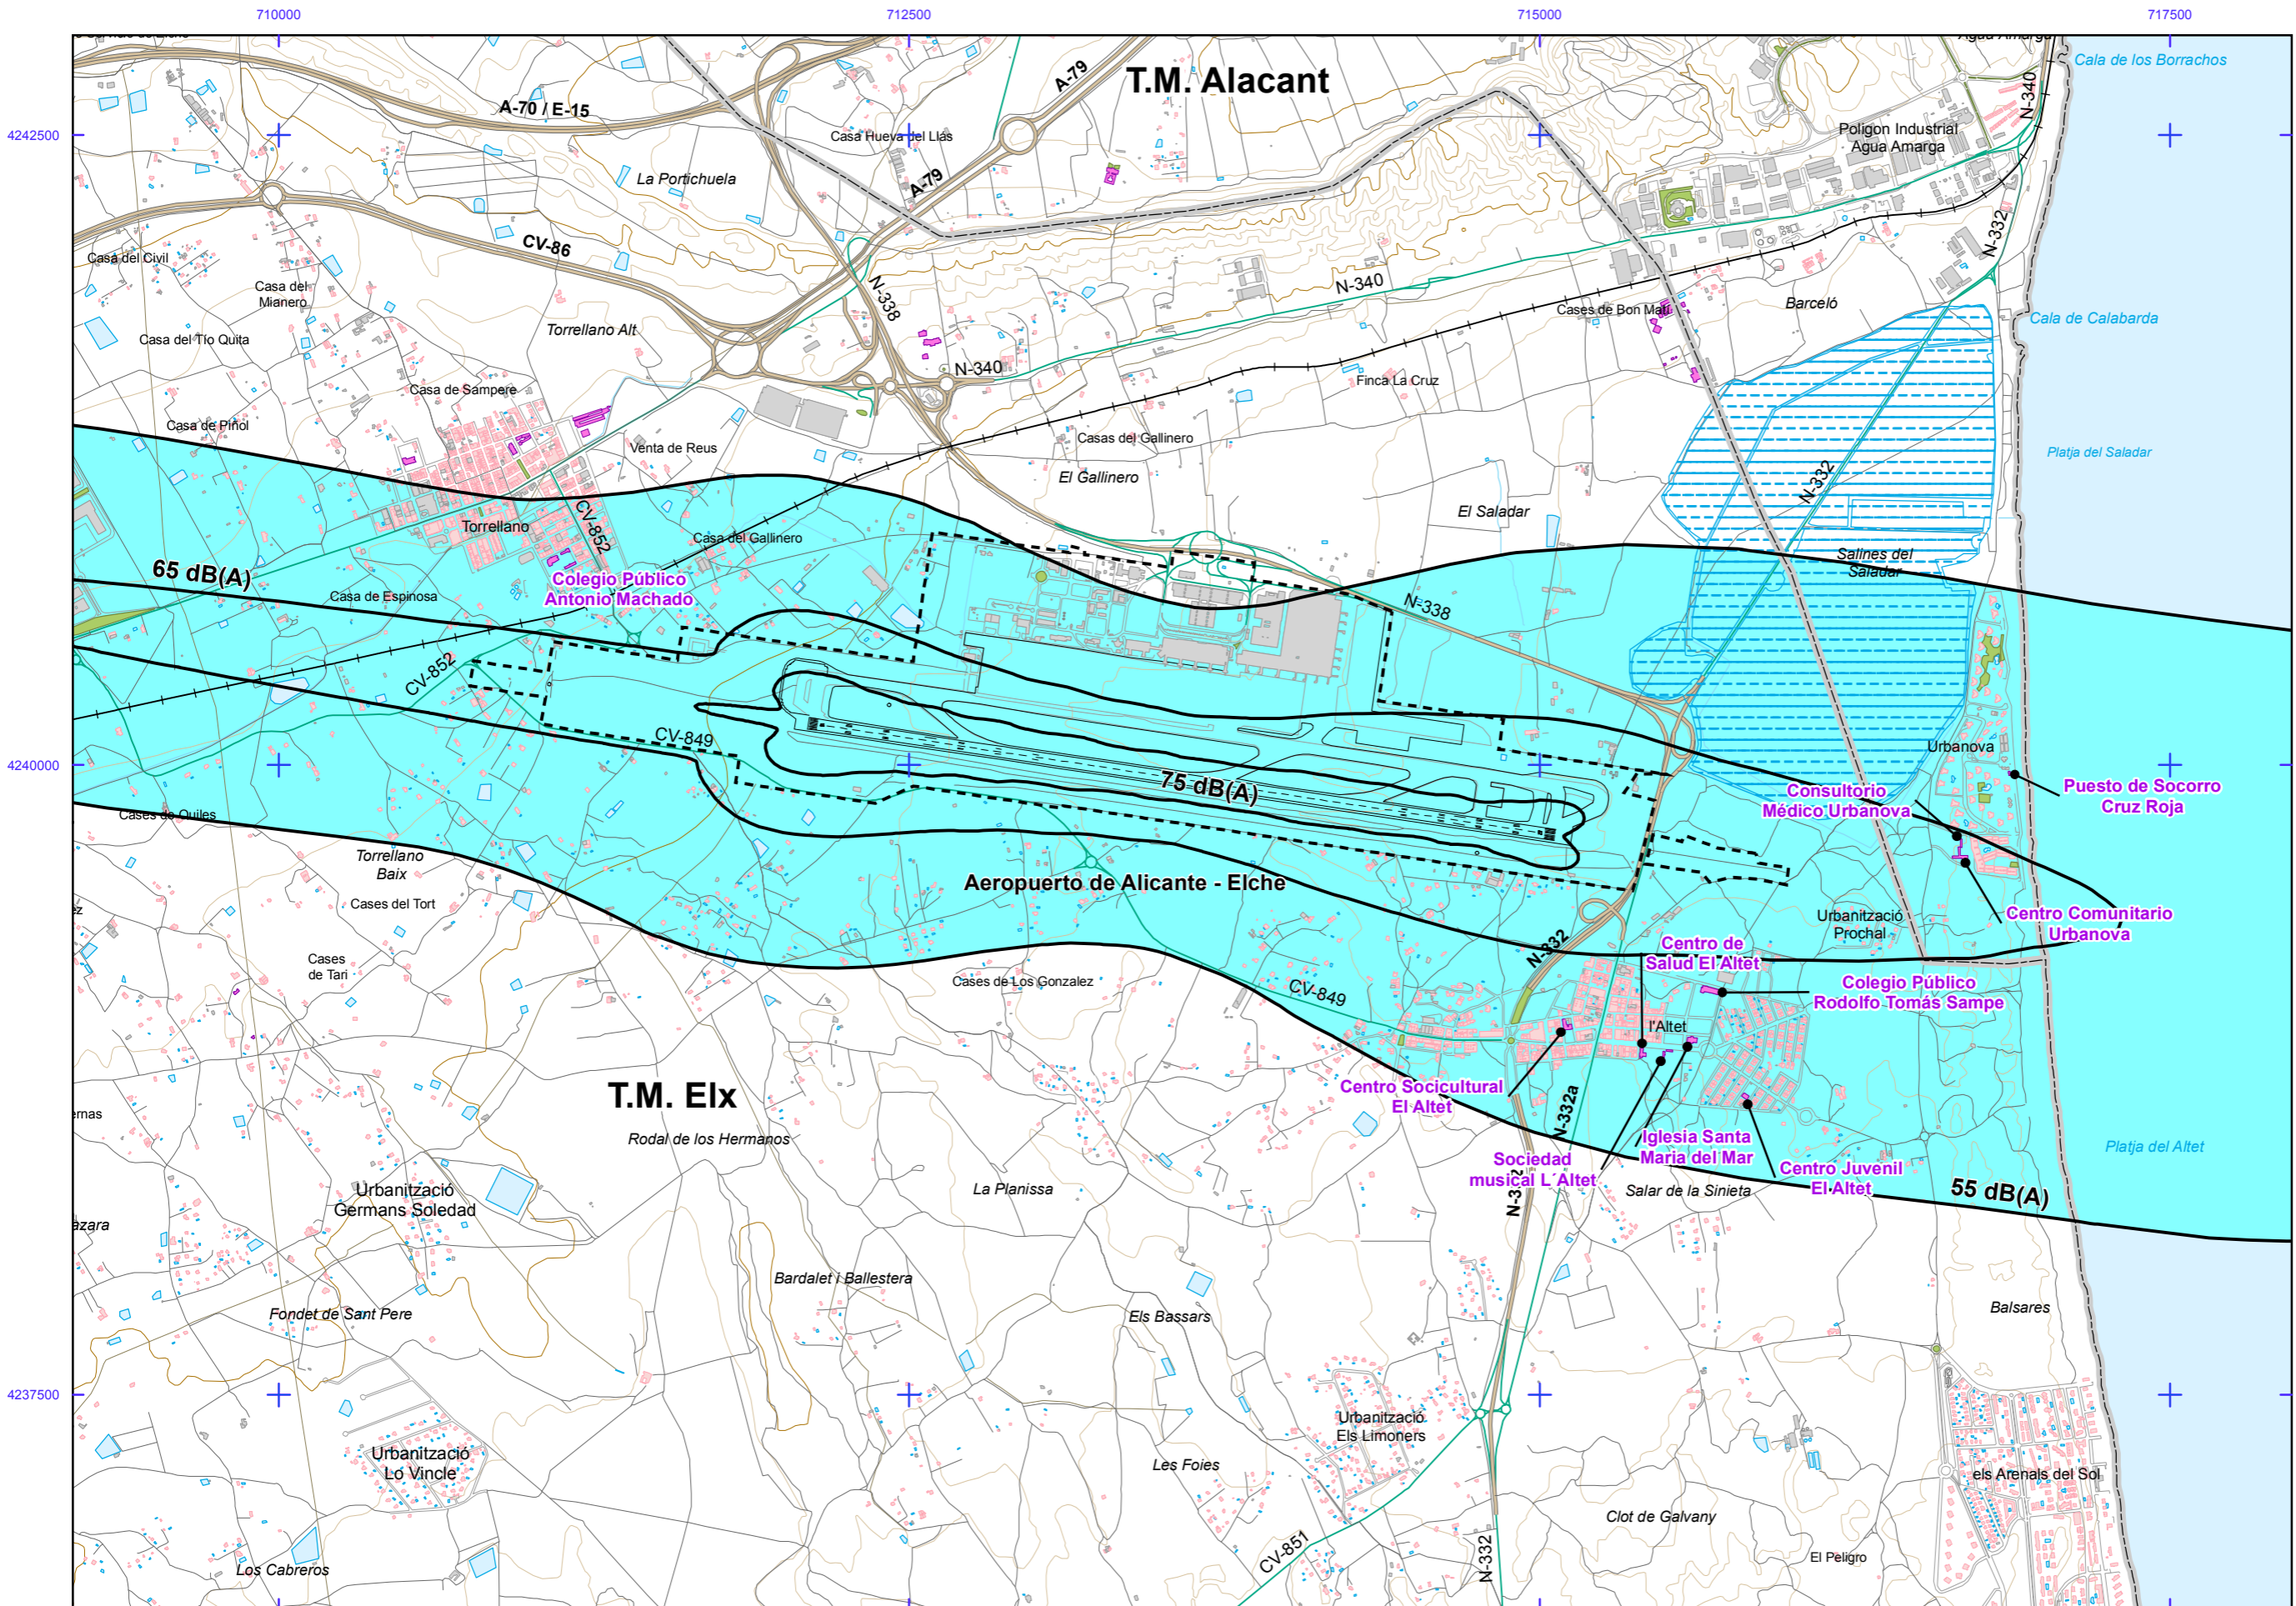 710000
712500
715000
717500
4242500
4240000
4237500
T.M. Alacant
Cala de los Borrachos
A-70 / E-15
A-79
N-340
Casa Hueva del Llas
Poligon Industrial
Agua Amarga
La Portichuela
A-79
N-332
CV-86
Casa del Civil
Casa del
Mianero
N-338
N-340
Barceló
Cases de Bon Matí
Cala de Calabarda
Torrellano Alt
Casa del Tío Quita
N-340
Finca La Cruz
Casa de Sampere
Casa de Piñol
Venta de Reus
Casas del Gallinero
El Gallinero
Platja del Saladar
N-332
El Saladar
Torrellano
CV-852
Casa del Gallinero
Salines del
Saladar
65 dB(A)
Colegio Público
Antonio Machado
Casa de Espinosa
N-338
CV-852
CV-849
Urbanova
75 dB(A)
Consultorio
Médico Urbanova
Puesto de Socorro
Cruz Roja
Cases de Quiles
Torrellano
Baix
Aeropuerto de Alicante - Elche
Cases del Tort
Urbanització
Prochal
Centro Comunitario
Urbanova
Cases
de Tari
N-332
Centro de
Salud El Altet
Cases de Los Gonzalez
CV-849
Colegio Público
Rodolfo Tomás Sampe
l'Altet
Centro Socicultural
El Altet
N-332a
T.M. Elx
Rodal de los Hermanos
Iglesia Santa
Maria del Mar
Platja del Altet
Sociedad
musical L´Altet
Centro Juvenil
El Altet
N-332
Salar de la Sinieta
55 dB(A)
Urbanització
Germans Soledad
La Planissa
Bardalet i Ballestera
Fondet de Sant Pere
Els Bassars
Balsares
Urbanització
Els Limoners
Urbanització
Lo Vincle
Les Foies
els Arenals del Sol
Clot de Galvany
CV-851
N-332
El Peligro
Los Cabreros